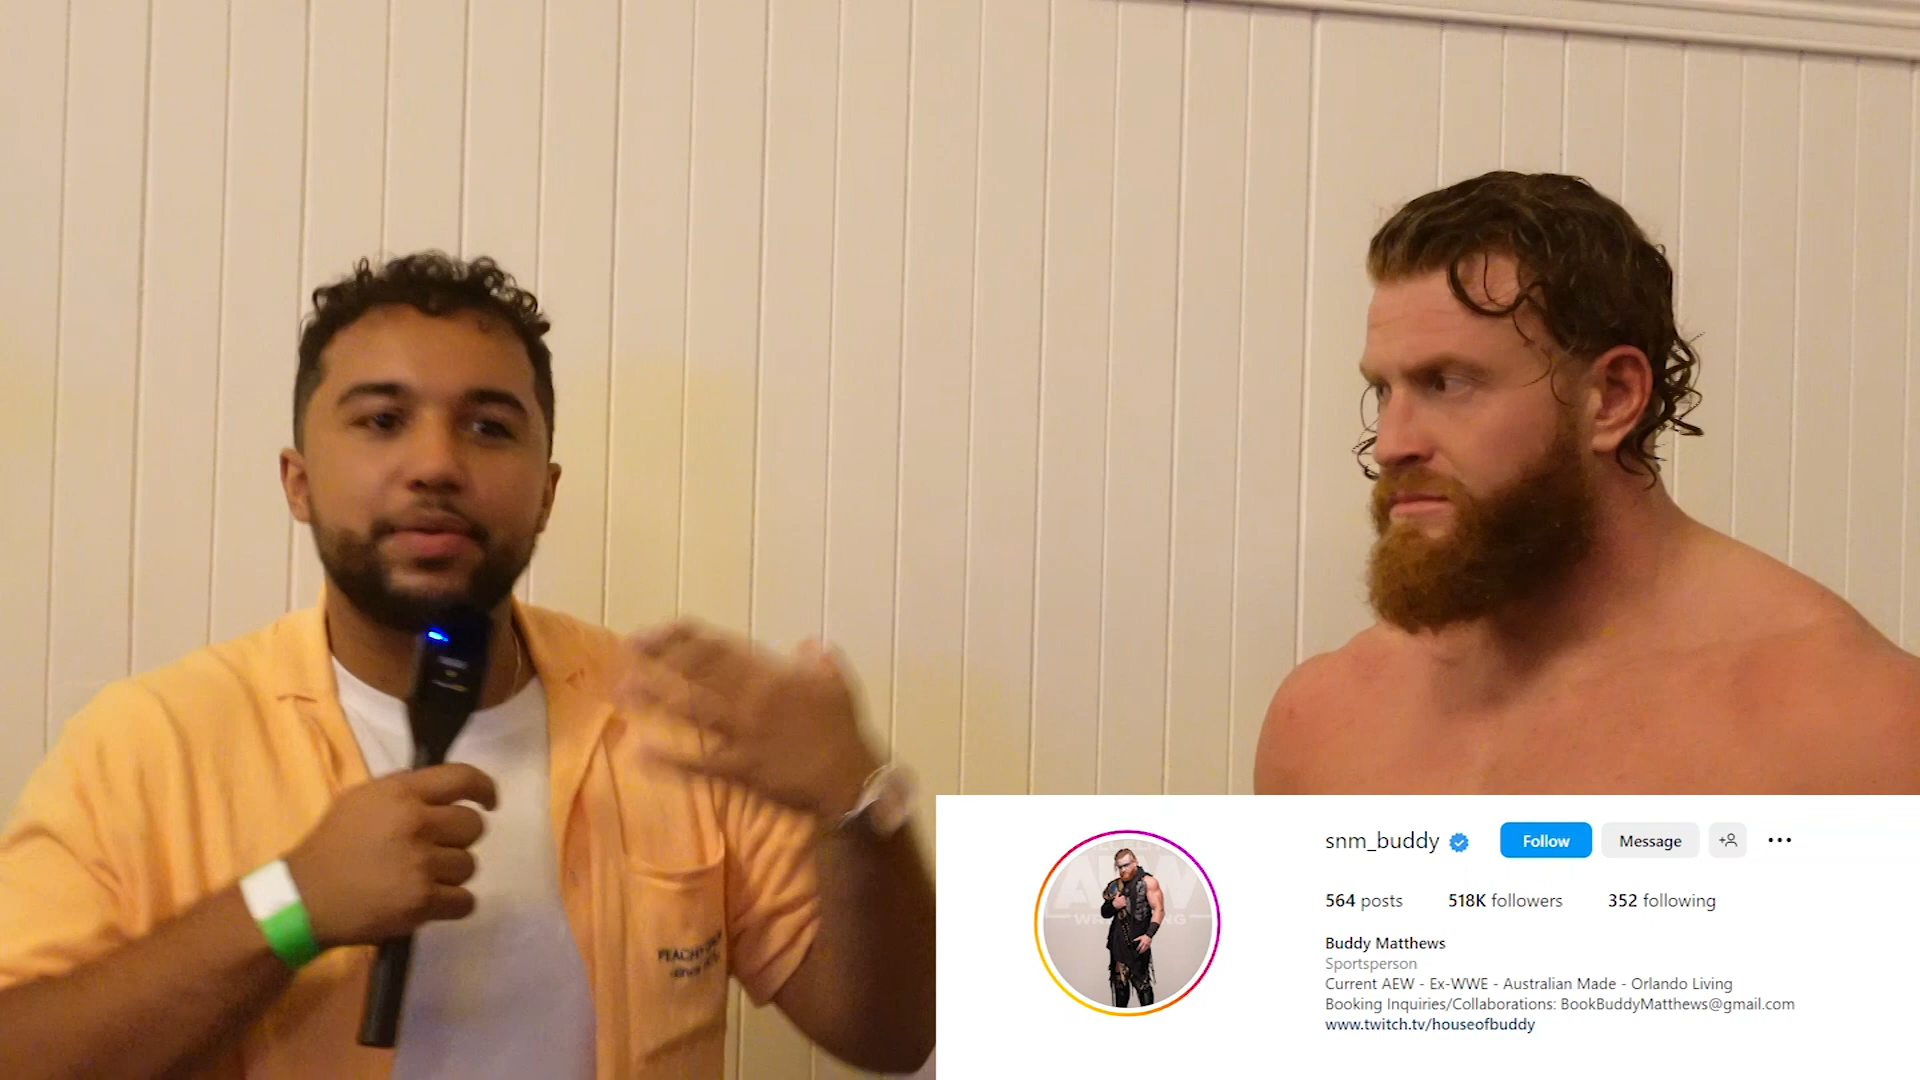 snm_buddy
Follow
Message
564 posts
518K followers
352 following
Buddy Matthews
Sportsperson
Current AEW - Ex-WWE - Australian Made - Orlando Living
Booking Inquiries/Collaborations: BookBuddyMatthews@gmail.com
www.twitch.tv/houseofbuddy
AEW